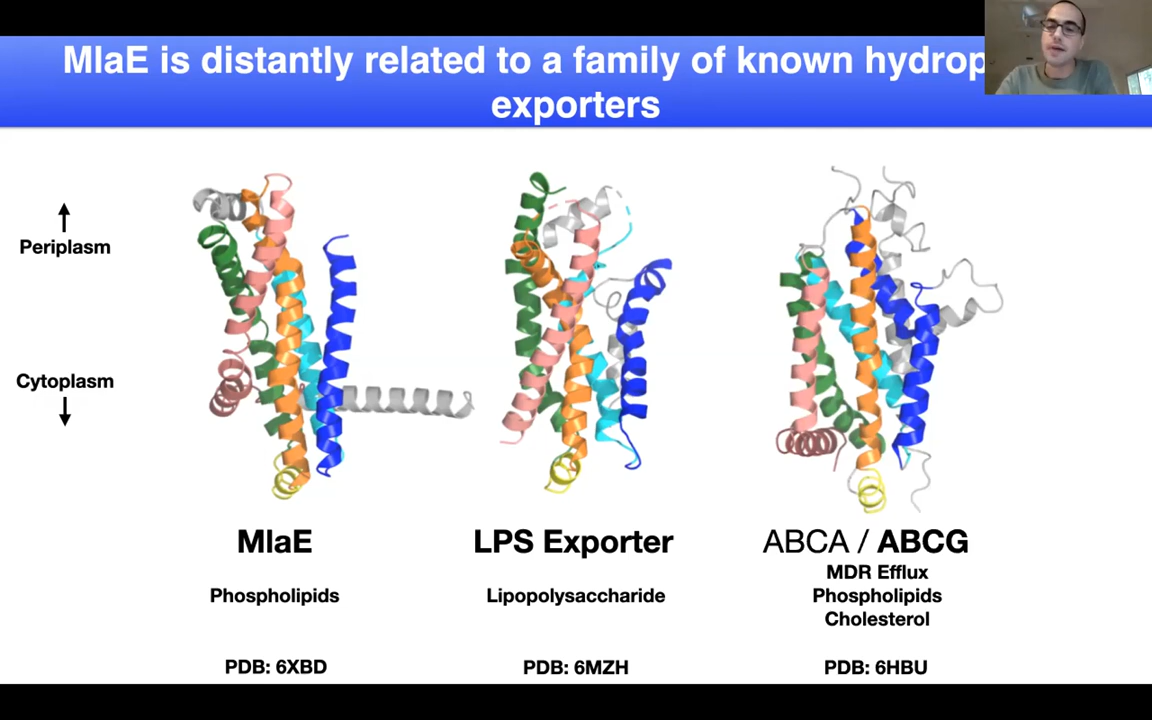 MlaE is distantly related to a family of known
exporters
Periplasm
Cytoplasm
MlaE
LPS Exporter
ABCA / ABCG
MDR Efflux
Phospholipids
Lipopolysaccharide
Phospholipids
Cholesterol
PDB: 6XBD
PDB: 6MZH
PDB: 6HBU